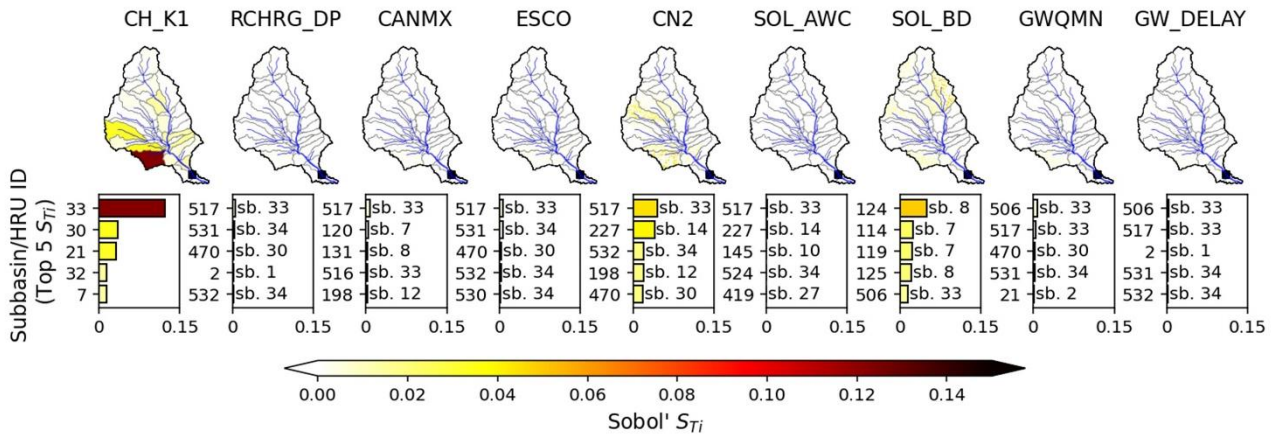 CH_K1 RCHRG_DP CANMX ESCO CN2 SOL_AWC SOL_BD GWQMN GW_DELAY
Subbasin/HRU ID
(Top 5 S_Ti)
33 517 sb. 33 517 sb. 33 517 sb. 33 517 sb. 33 517 sb. 33 124 sb. 8 506 sb. 33 506 sb. 33
30 531 sb. 34 120 sb. 7 531 sb. 34 227 sb. 14 227 sb. 14 114 sb. 7 517 sb. 33 517 sb. 33
21 470 sb. 30 131 sb. 8 470 sb. 30 532 sb. 34 145 sb. 10 119 sb. 7 470 sb. 30 2 sb. 1
32 2 sb. 1 516 sb. 33 532 sb. 34 198 sb. 12 524 sb. 34 125 sb. 8 531 sb. 34 531 sb. 34
7 532 sb. 34 198 sb. 12 530 sb. 34 470 sb. 30 419 sb. 27 506 sb. 33 21 sb. 2 532 sb. 34
0 0.15 0 0.15 0 0.15 0 0.15 0 0.15 0 0.15 0 0.15 0 0.15 0 0.15
0.00 0.02 0.04 0.06 0.08 0.10 0.12 0.14
Sobol' S_Ti